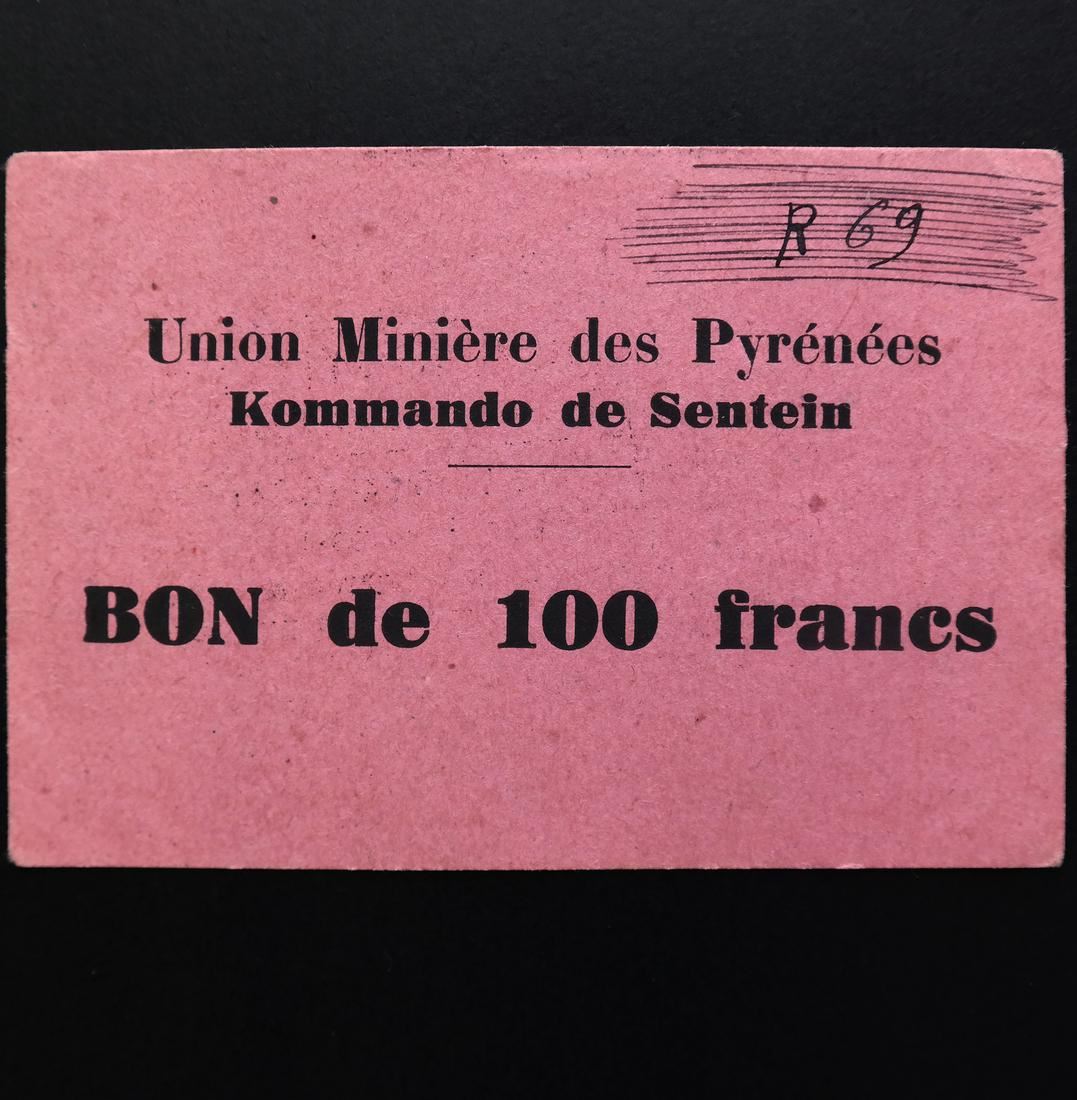 R 69
Union Minière des Pyrénées
Kommando de Sentein
BON de 100 francs